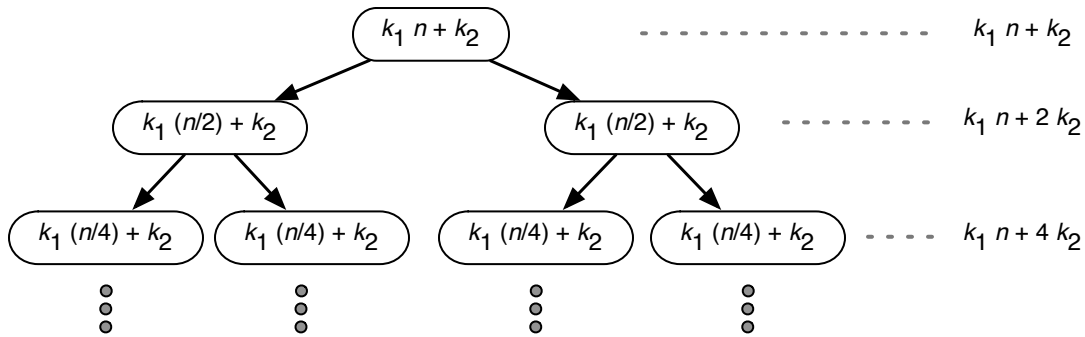 k1 n + k2 k1 n + k2
k1 (n/2) + k2 k1 (n/2) + k2 k1 n + 2 k2
k1 (n/4) + k2 k1 (n/4) + k2 k1 (n/4) + k2 k1 (n/4) + k2 k1 n + 4 k2